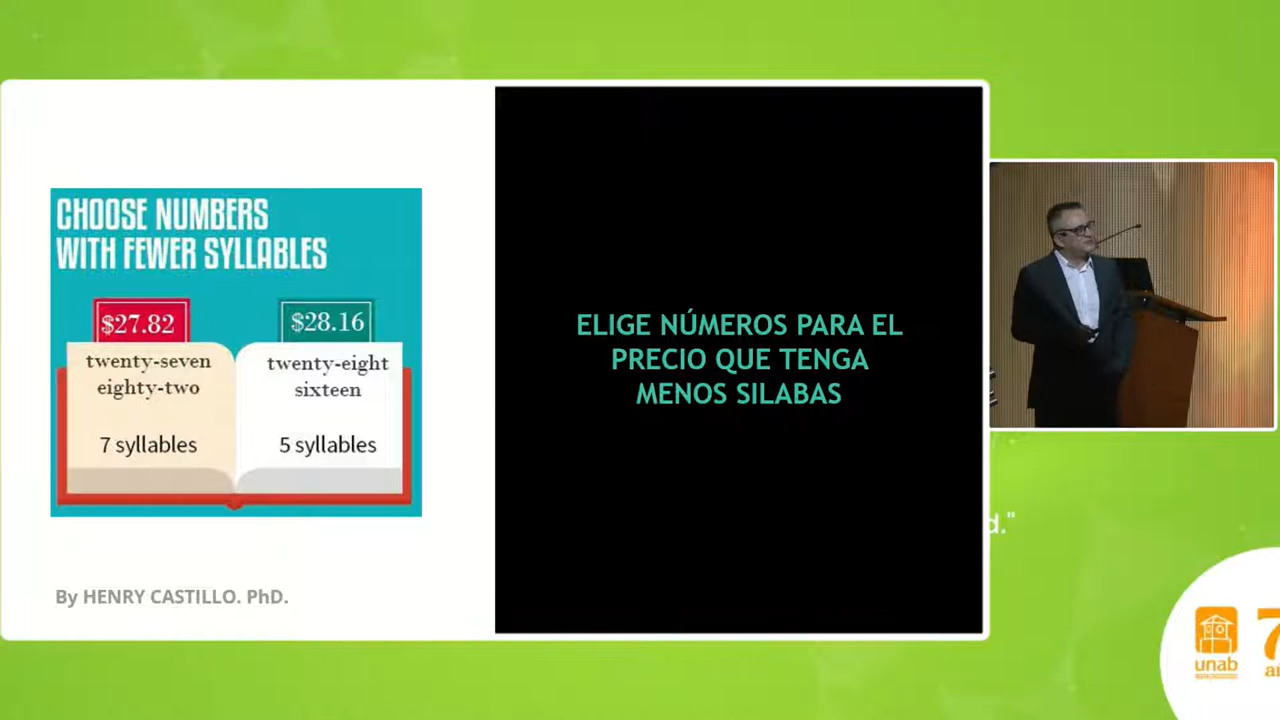 CHOOSE NUMBERS
WITH FEWER SYLLABLES
$27.82
$28.16
twenty-seven
eighty-two
7 syllables
twenty-eight
sixteen
5 syllables
By HENRY CASTILLO. PhD.
ELIGE NÚMEROS PARA EL
PRECIO QUE TENGA
MENOS SILABAS
d."
unab
7